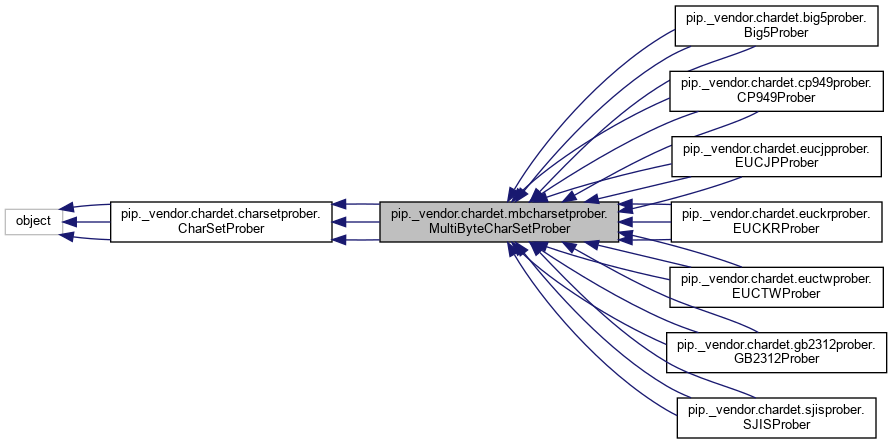 object
pip._vendor.chardet.charsetprober.
CharSetProber
pip._vendor.chardet.mbcharsetprober.
MultiByteCharSetProber
pip._vendor.chardet.big5prober.
Big5Prober
pip._vendor.chardet.cp949prober.
CP949Prober
pip._vendor.chardet.eucjpprober.
EUCJPProber
pip._vendor.chardet.euckrprober.
EUCKRProber
pip._vendor.chardet.euctwprober.
EUCTWProber
pip._vendor.chardet.gb2312prober.
GB2312Prober
pip._vendor.chardet.sjisprober.
SJISProber